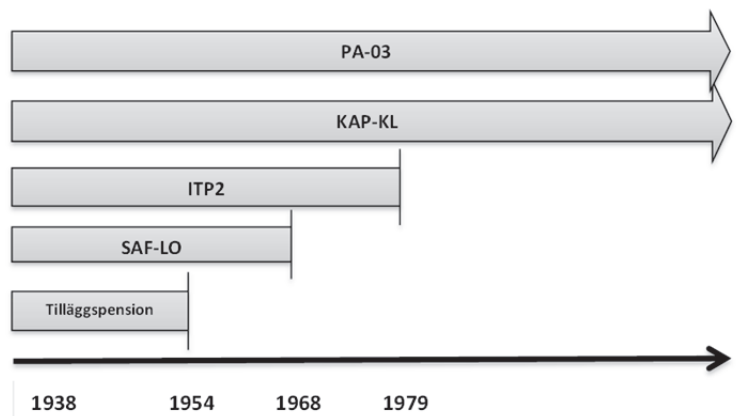 PA-03
KAP-KL
ITP2
SAF-LO
Tilläggspension
1938 1954 1968 1979